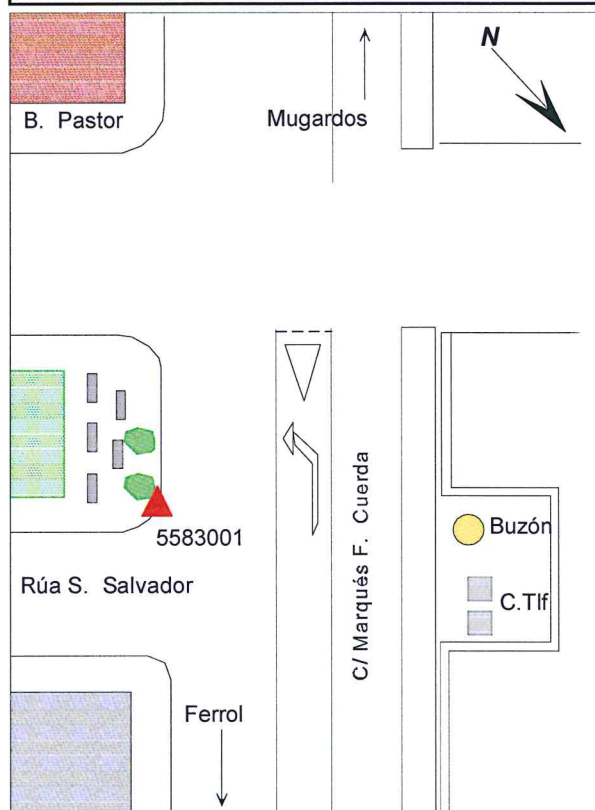 N
B. Pastor
Mugardos
5583001
C/ Marqués F. Cuerda
Buzón
Rúa S. Salvador
C.Tlf
Ferrol